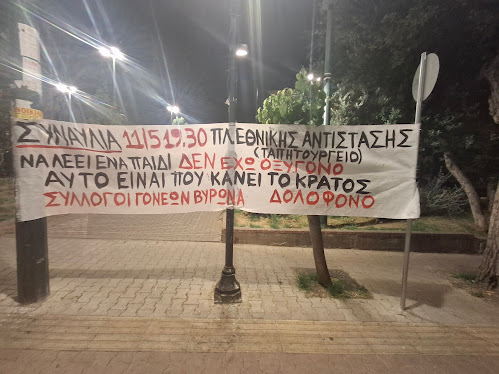 ΣΥΝΑΥΛΙΑ 11/5 19.30 ΠΛ.ΕΘΝΙΚΗΣ ΑΝΤΙΣΤΑΣΗΣ
(ΤΑΠΗΤΟΥΡΓΕΙΟ)
ΝΑ ΛΕΕΙ ΕΝΑ ΠΑΙΔΙ ΔΕΝ ΕΧΩ ΟΞΥΓΟΝΟ
ΑΥΤΟ ΕΙΝΑΙ ΠΟΥ ΚΑΝΕΙ ΤΟ ΚΡΑΤΟΣ
ΣΥΛΛΟΓΟΙ ΓΟΝΕΩΝ ΒΥΡΩΝΑ ΔΟΛΟΦΟΝΟ